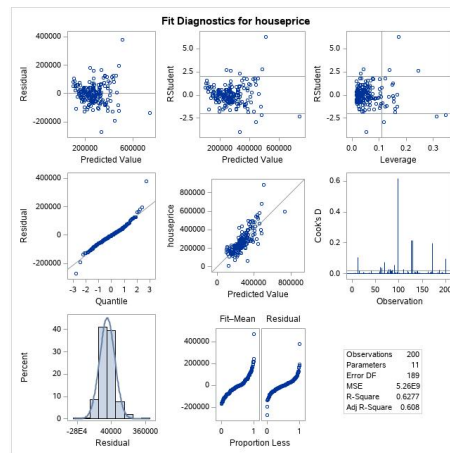 Fit Diagnostics for houseprice
400000
200000
0
-200000
Residual
200000 600000
Predicted Value
5.0
2.5
0.0
-2.5
RStudent
200000 600000
Predicted Value
5.0
2.5
0.0
-2.5
RStudent
0.0 0.1 0.2 0.3
Leverage
400000
200000
0
-200000
Residual
-3 -2 -1 0 1 2 3
Quantile
800000
600000
400000
200000
0
houseprice
0 400000 800000
Predicted Value
0.6
0.4
0.2
0.0
Cook's D
0 50 100 150 200
Observation
40
30
20
10
0
Percent
-28E4 40000 360000
Residual
Fit–Mean Residual
400000
200000
0
-200000
0 1 0 1
Proportion Less
Observations 200
Parameters 11
Error DF 189
MSE 5.26E9
R-Square 0.6277
Adj R-Square 0.608